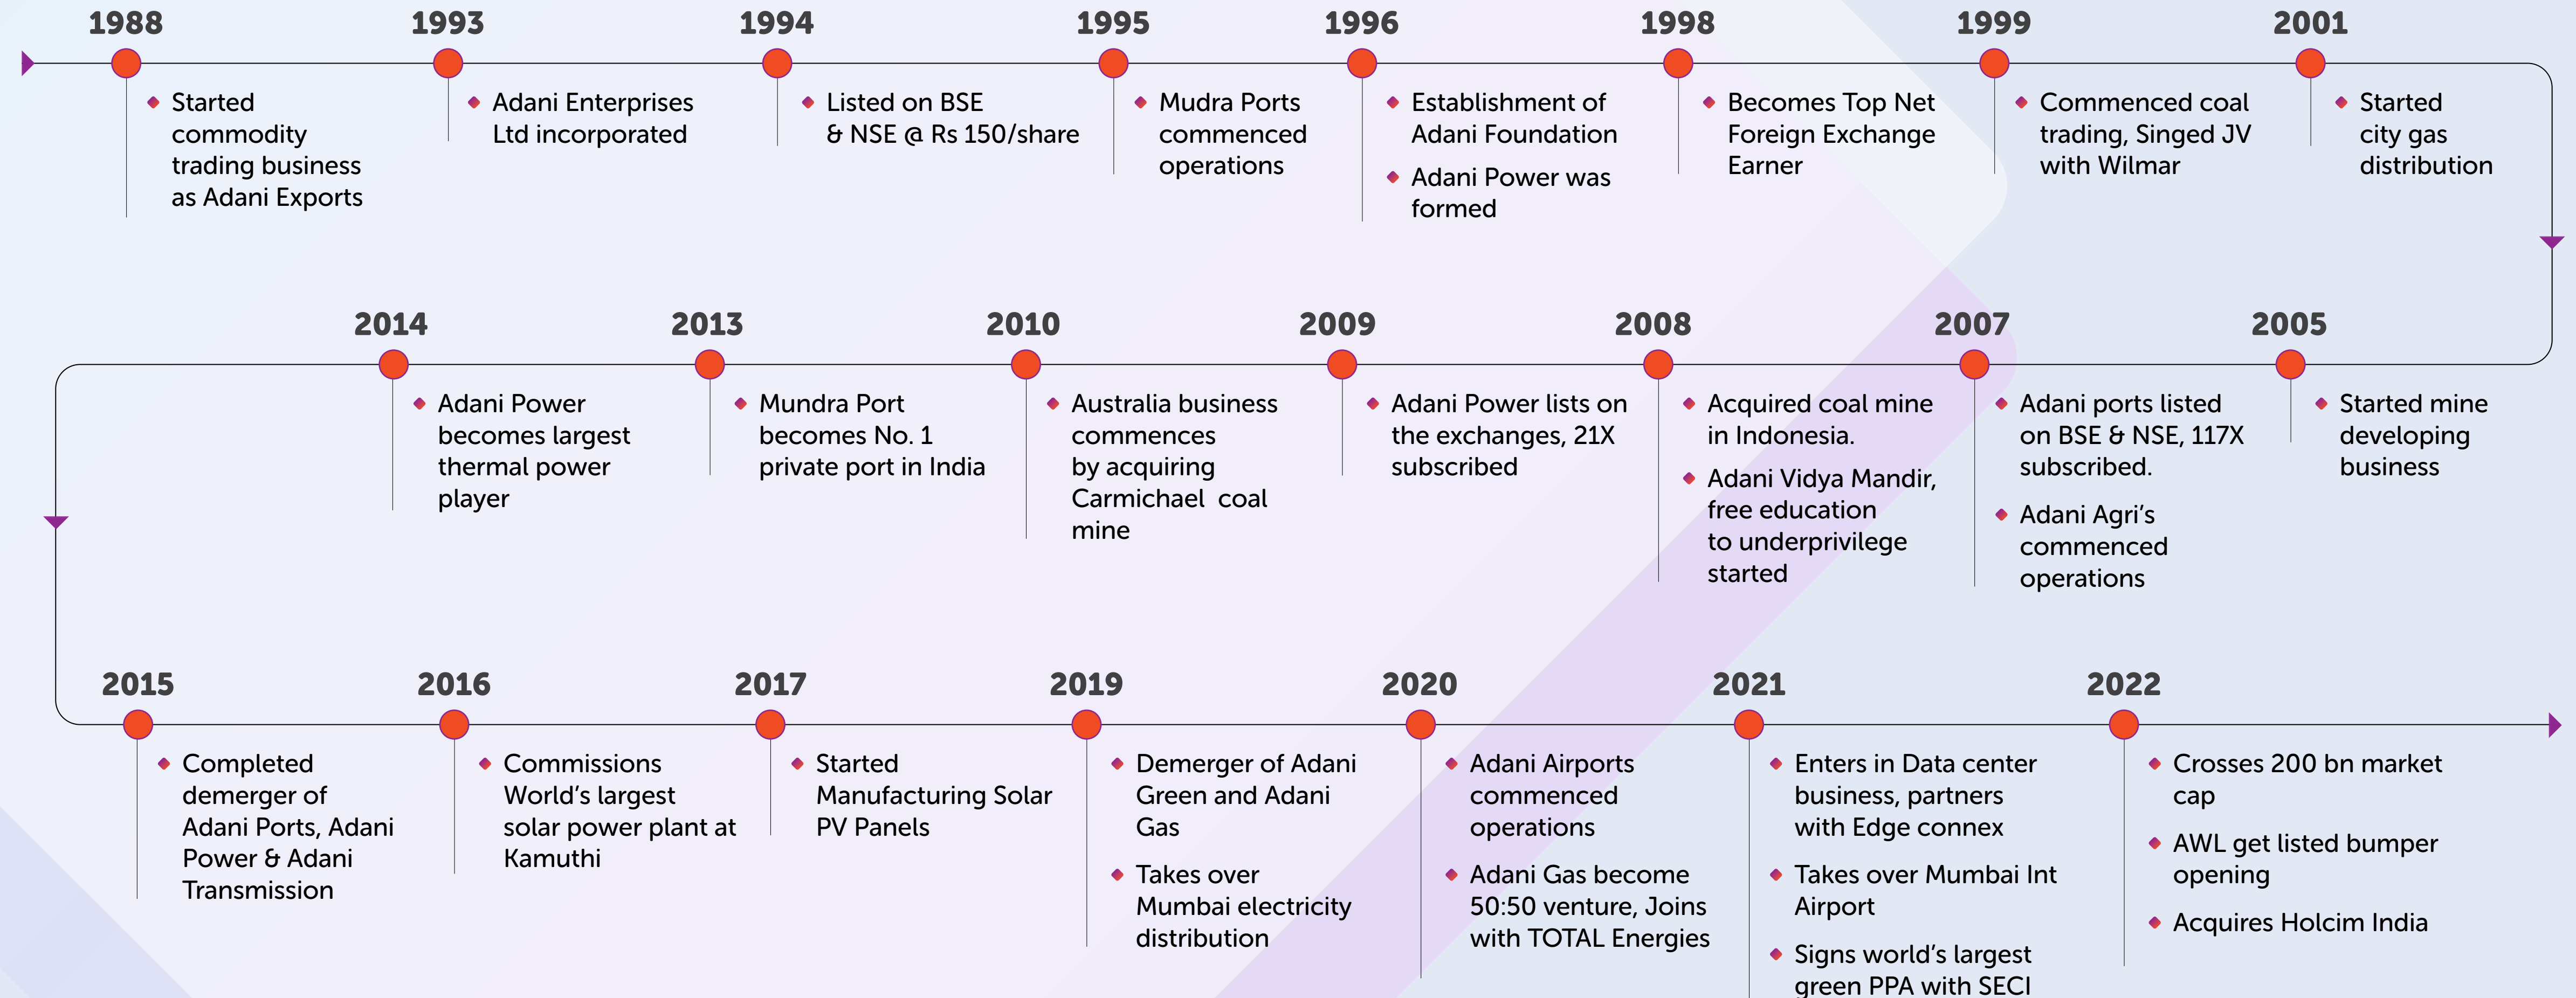 1988
Started
commodity
trading business
as Adani Exports
1993
Adani Enterprises
Ltd incorporated
1994
Listed on BSE
& NSE @ Rs 150/share
1995
Mudra Ports
commenced
operations
1996
Establishment of
Adani Foundation
Adani Power was
formed
1998
Becomes Top Net
Foreign Exchange
Earner
1999
Commenced coal
trading, Singed JV
with Wilmar
2001
Started
city gas
distribution
2005
Started mine
developing
business
2007
Adani ports listed
on BSE & NSE, 117X
subscribed.
Adani Agri’s
commenced
operations
2008
Acquired coal mine
in Indonesia.
Adani Vidya Mandir,
free education
to underprivilege
started
2009
Adani Power lists on
the exchanges, 21X
subscribed
2010
Australia business
commences
by acquiring
Carmichael coal
mine
2013
Mundra Port
becomes No. 1
private port in India
2014
Adani Power
becomes largest
thermal power
player
2015
Completed
demerger of
Adani Ports, Adani
Power & Adani
Transmission
2016
Commissions
World’s largest
solar power plant at
Kamuthi
2017
Started
Manufacturing Solar
PV Panels
2019
Demerger of Adani
Green and Adani
Gas
Takes over
Mumbai electricity
distribution
2020
Adani Airports
commenced
operations
Adani Gas become
50:50 venture, Joins
with TOTAL Energies
2021
Enters in Data center
business, partners
with Edge connex
Takes over Mumbai Int
Airport
Signs world’s largest
green PPA with SECI
2022
Crosses 200 bn market
cap
AWL get listed bumper
opening
Acquires Holcim India